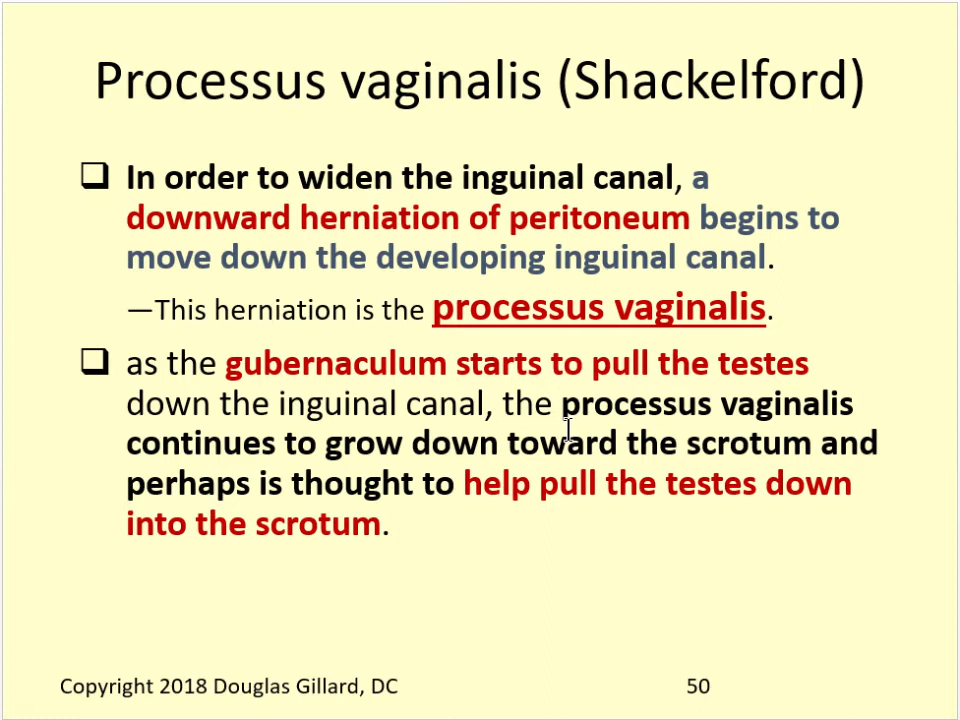 Processus vaginalis (Shackelford)
In order to widen the inguinal canal, a
downward herniation of peritoneum begins to
move down the developing inguinal canal.
—This herniation is the processus vaginalis.
as the gubernaculum starts to pull the testes
down the inguinal canal, the processus vaginalis
continues to grow down toward the scrotum and
perhaps is thought to help pull the testes down
into the scrotum.
Copyright 2018 Douglas Gillard, DC
50